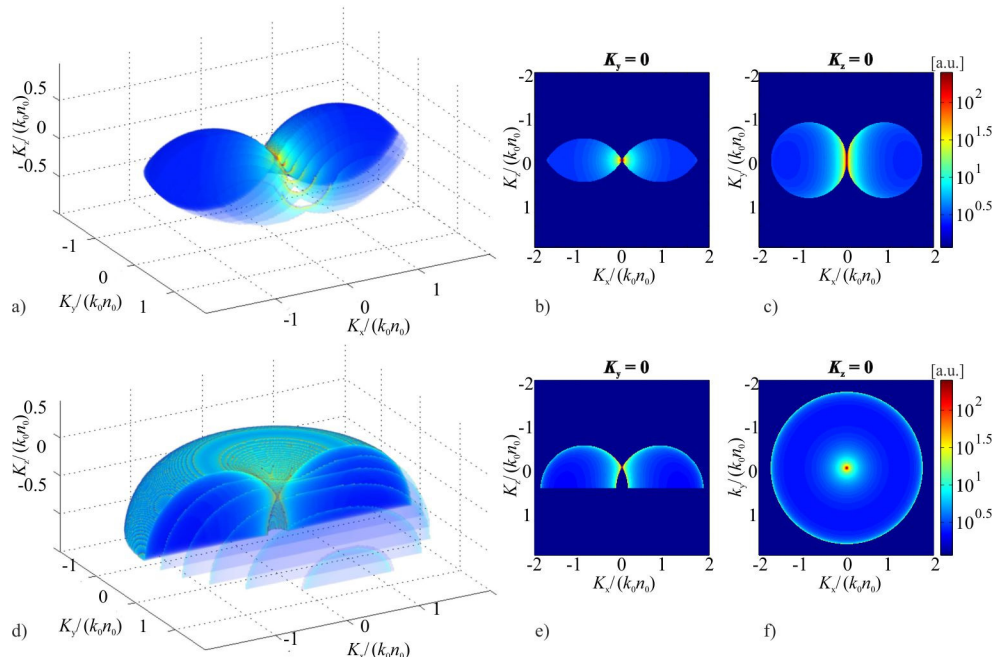 0.5
0
-0.5
K_z/(k_0n_0)
-1
0
1
K_y/(k_0n_0)
-1
0
1
K_x/(k_0n_0)
a)
K_y = 0
-2
-1
0
1
K_z/(k_0n_0)
-2 -1 0 1 2
K_x/(k_0n_0)
b)
K_z = 0
-2
-1
0
1
K_y/(k_0n_0)
-2 -1 0 1 2
K_x/(k_0n_0)
c)
[a.u.]
10^2
10^1.5
10^1
10^0.5
0.5
0
-0.5
K_z/(k_0n_0)
-1
0
1
K_y/(k_0n_0)
-1
0
1
K_x/(k_0n_0)
d)
K_y = 0
-2
-1
0
1
K_z/(k_0n_0)
-2 -1 0 1 2
K_x/(k_0n_0)
e)
K_z = 0
-2
-1
0
1
-2 -1 0 1 2
K_x/(k_0n_0)
f)
[a.u.]
10^2
10^1.5
10^1
10^0.5